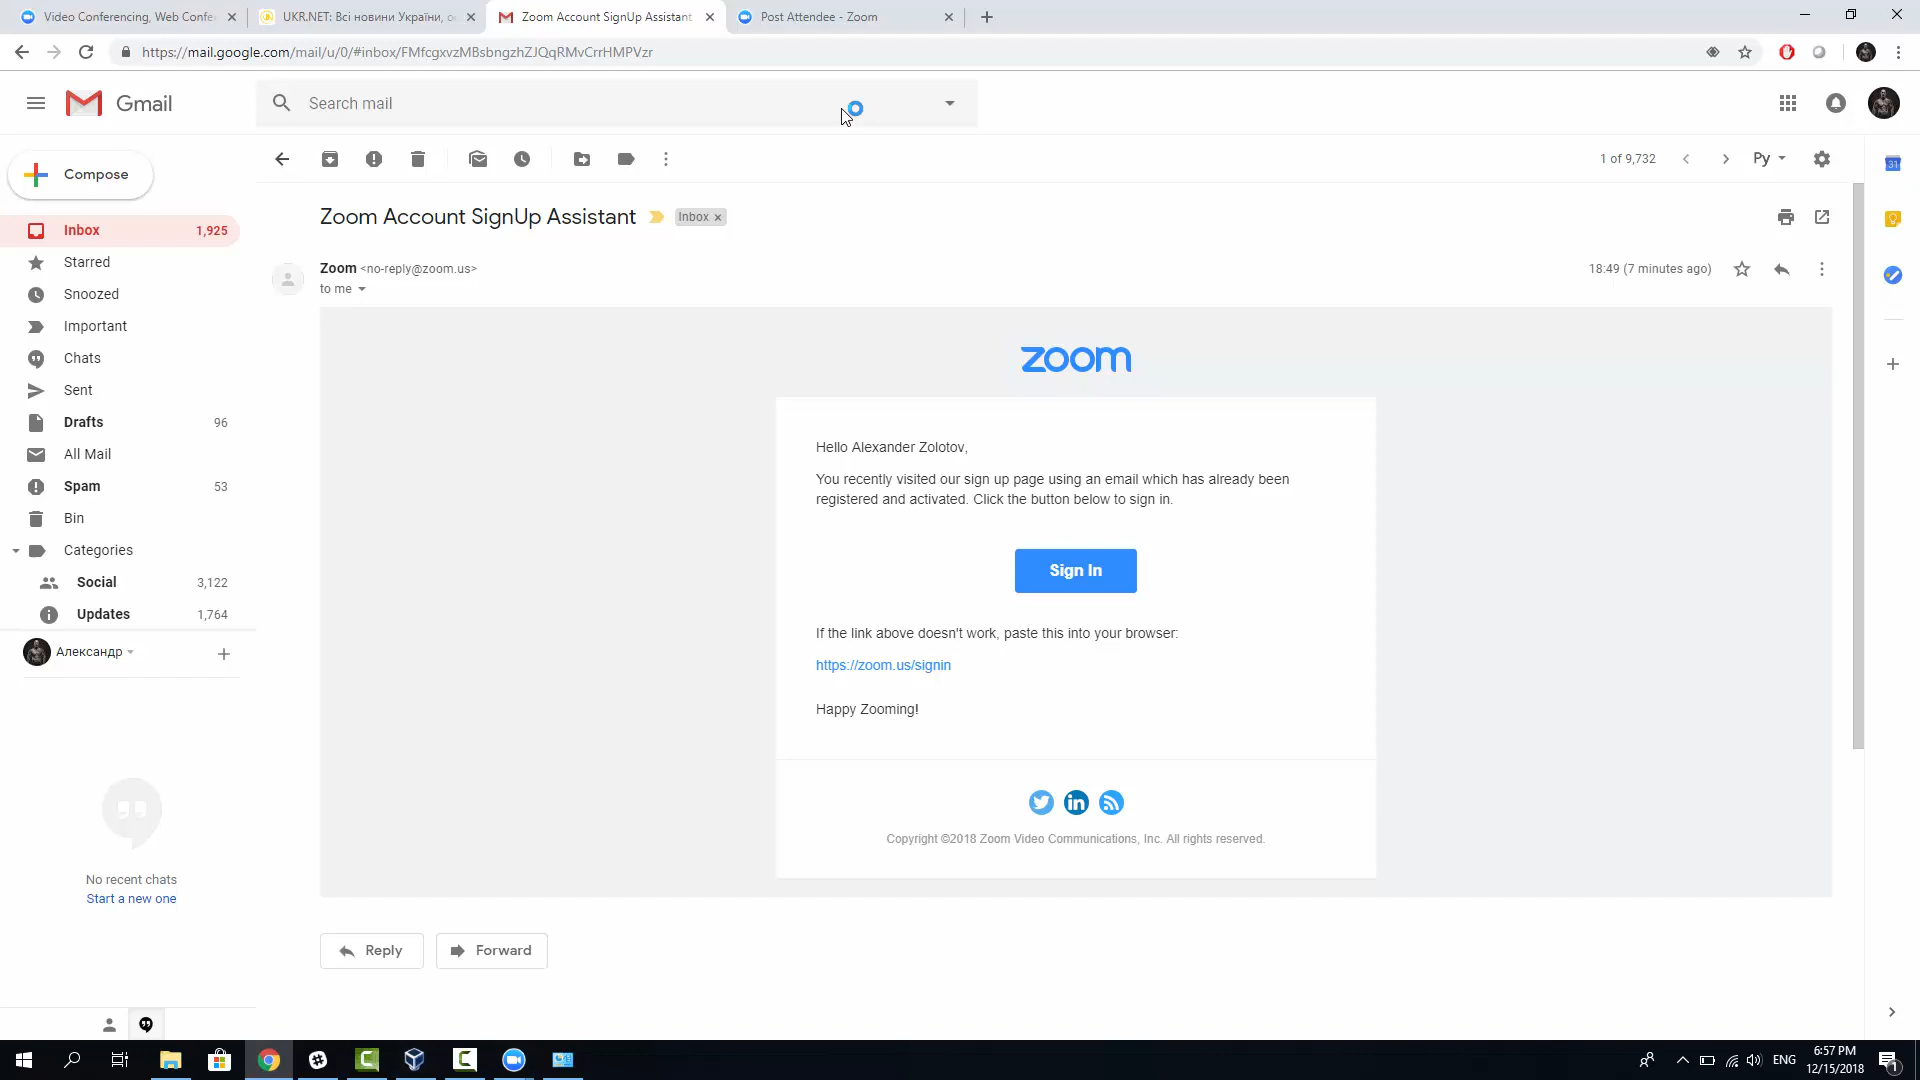 Video Conferencing, Web Confe
UKR.NET: Всі новини України, о
Zoom Account SignUp Assistant
Post Attendee - Zoom
https://mail.google.com/mail/u/0/#inbox/FMfcgxvzMBsbngzhZJQqRMvCrrHMPVzr
Gmail
Search mail
Compose
1 of 9,732
Ру
31
Inbox 1,925
Starred
Snoozed
Important
Chats
Sent
Drafts 96
All Mail
Spam 53
Bin
Categories
Social 3,122
Updates 1,764
Александр
No recent chats
Start a new one
Zoom Account SignUp Assistant
Inbox x
Zoom <no-reply@zoom.us>
18:49 (7 minutes ago)
to me
zoom
Hello Alexander Zolotov,
You recently visited our sign up page using an email which has already been
registered and activated. Click the button below to sign in.
Sign In
If the link above doesn't work, paste this into your browser:
https://zoom.us/signin
Happy Zooming!
in
Copyright ©2018 Zoom Video Communications, Inc. All rights reserved.
Reply
Forward
ENG
6:57 PM
12/15/2018
1